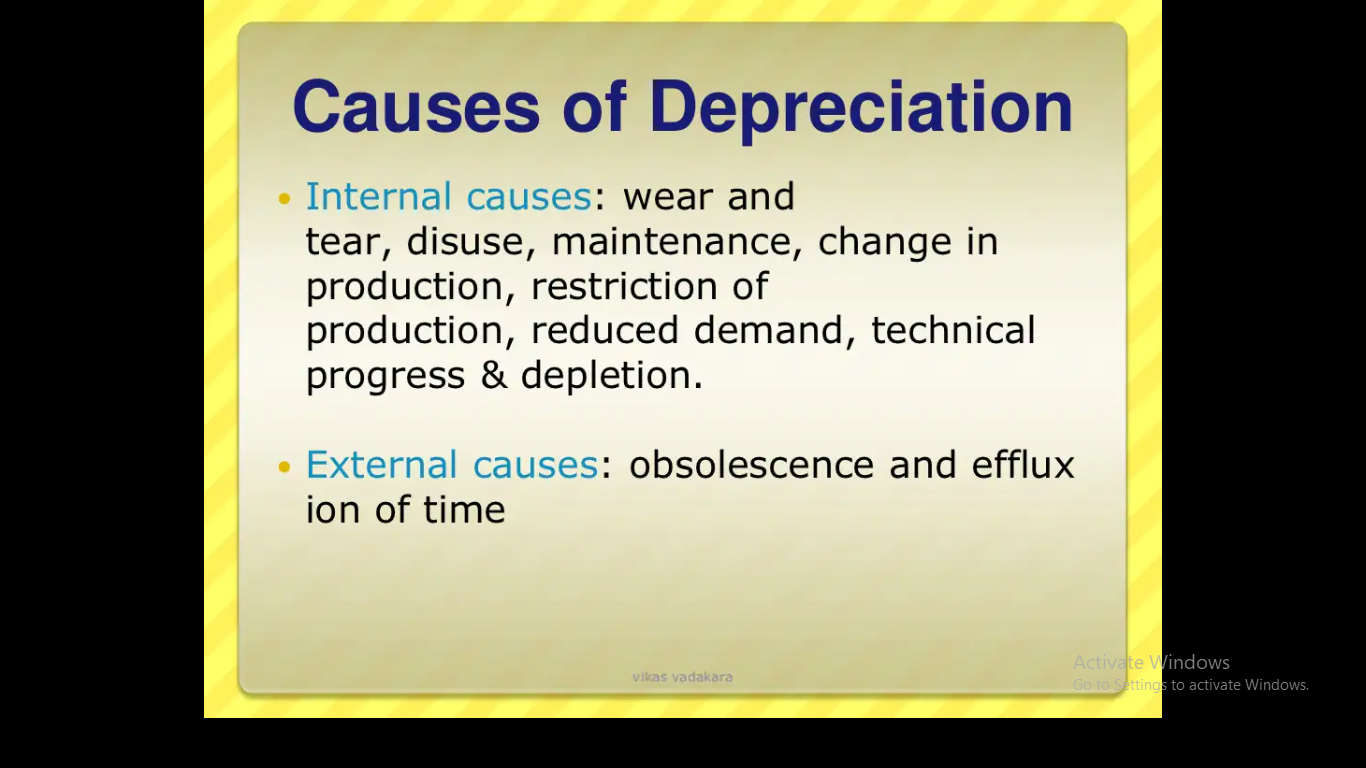 Causes of Depreciation
• Internal causes: wear and
tear, disuse, maintenance, change in
production, restriction of
production, reduced demand, technical
progress & depletion.
• External causes: obsolescence and efflux
ion of time
vikas vadakara
Activate Windows
Go to Settings to activate Windows.